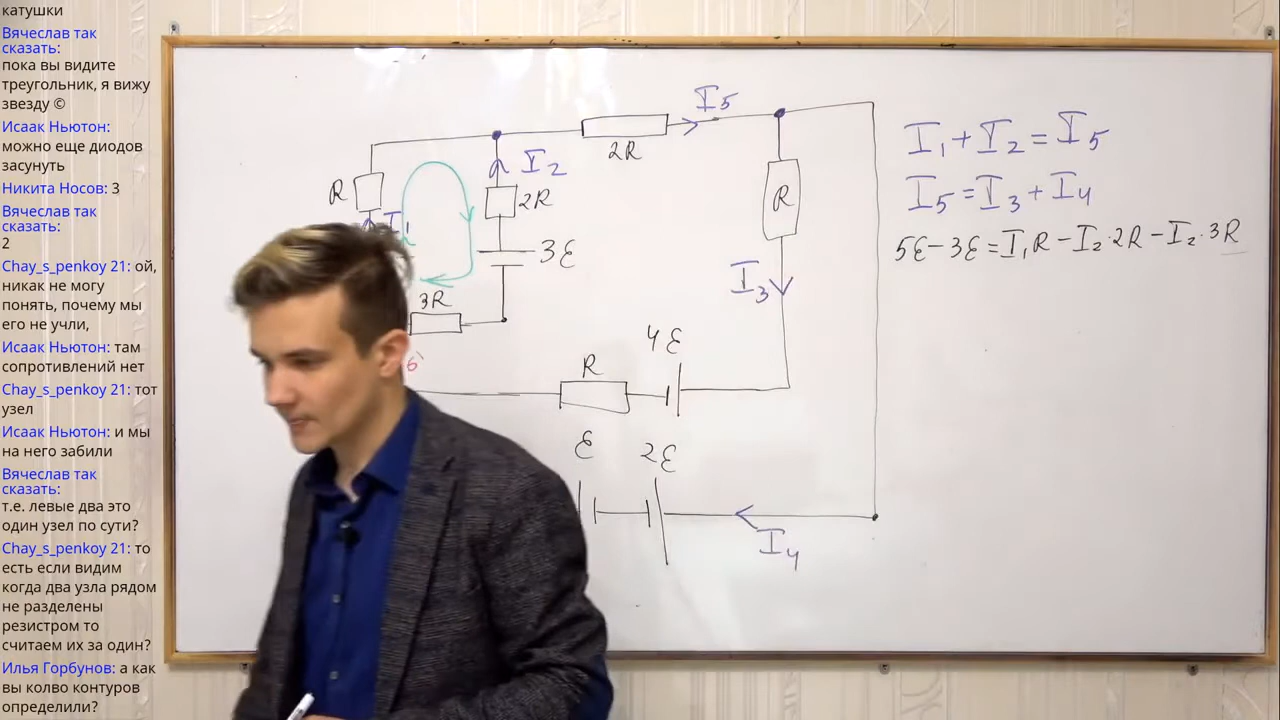 катушки
Вячеслав так
сказать:
пока вы видите
треугольник, я вижу
звезду ©
Исаак Ньютон:
можно еще диодов
засунуть
Никита Носов: 3
Вячеслав так
сказать:
2
Chay_s_penkoy 21: ой,
никак не могу
понять, почему мы
его не учли,
Исаак Ньютон: там
сопротивлений нет
Chay_s_penkoy 21: тот
узел
Исаак Ньютон: и мы
на него забили
Вячеслав так
сказать:
т.е. левые два это
один узел по сути?
Chay_s_penkoy 21: то
есть если видим
когда два узла рядом
не разделены
резистром то
считаем их за один?
Илья Горбунов: а как
вы колво контуров
определили?
I₅
2R
R
I₂
2R
I₁
3ε
3R
6
R
I₃
4ε
R
ε
2ε
I₄
I₁+I₂=I₅
I₅=I₃+I₄
5ε-3ε=I₁R-I₂·2R-I₂·3R